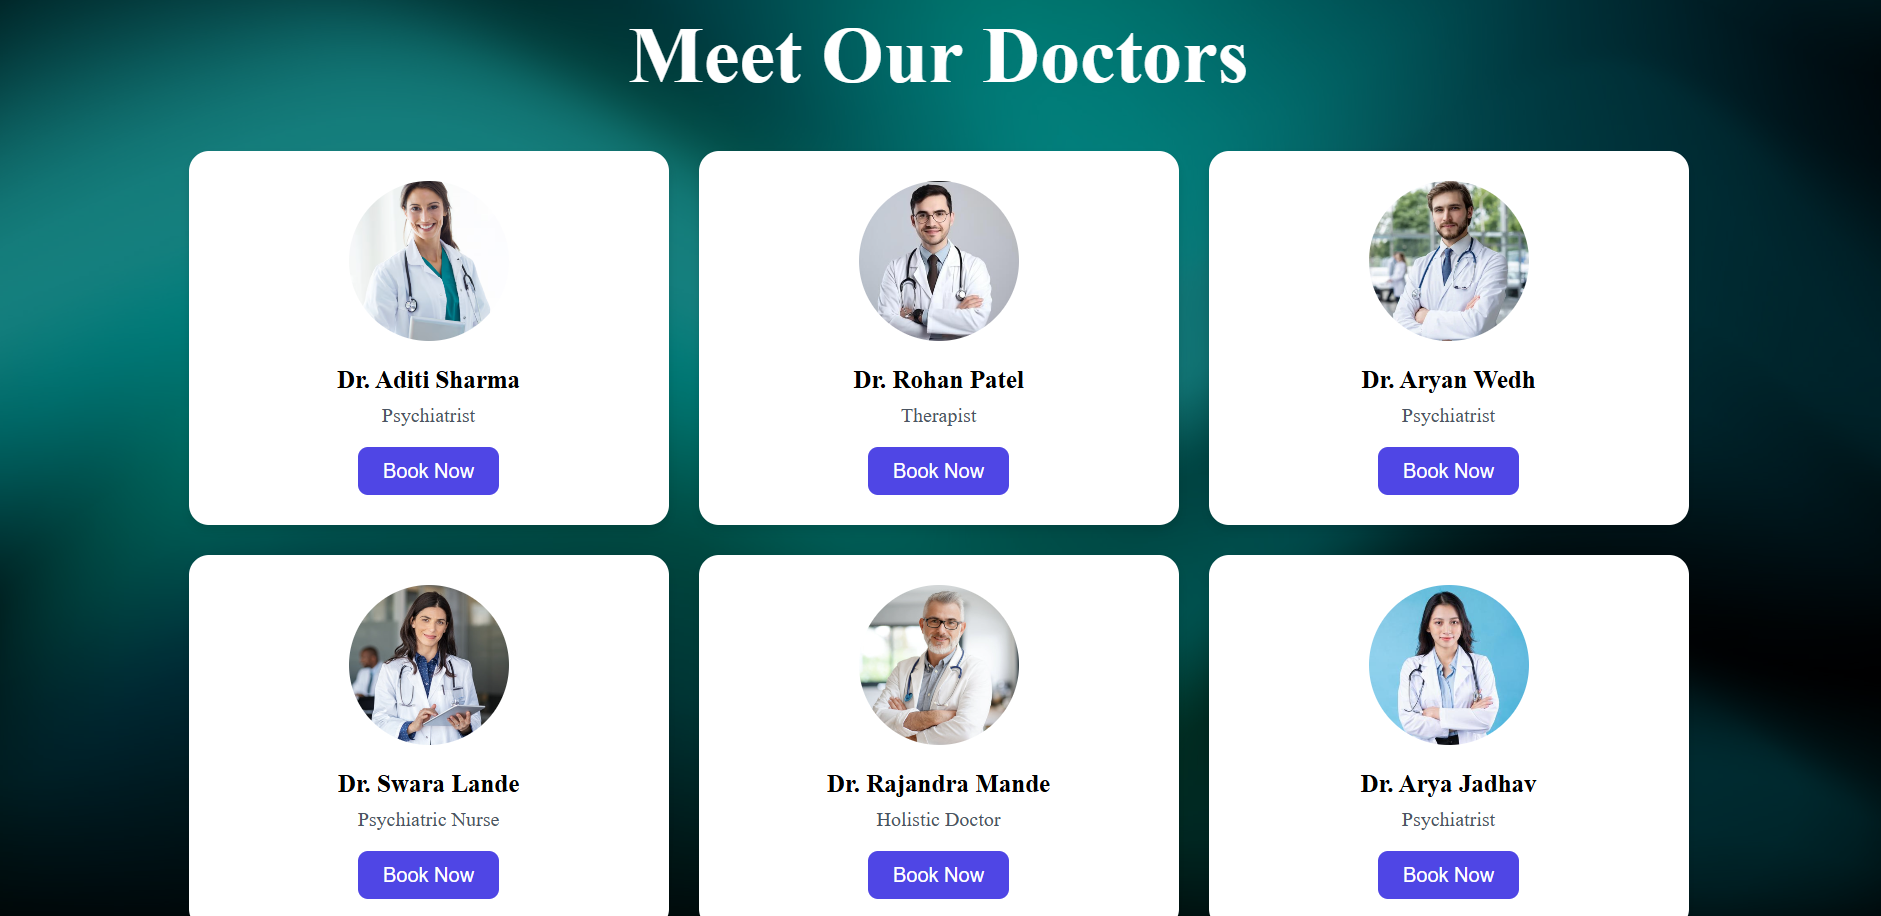 Meet Our Doctors
Dr. Aditi Sharma
Psychiatrist
Book Now
Dr. Rohan Patel
Therapist
Book Now
Dr. Aryan Wedh
Psychiatrist
Book Now
Dr. Swara Lande
Psychiatric Nurse
Book Now
Dr. Rajandra Mande
Holistic Doctor
Book Now
Dr. Arya Jadhav
Psychiatrist
Book Now